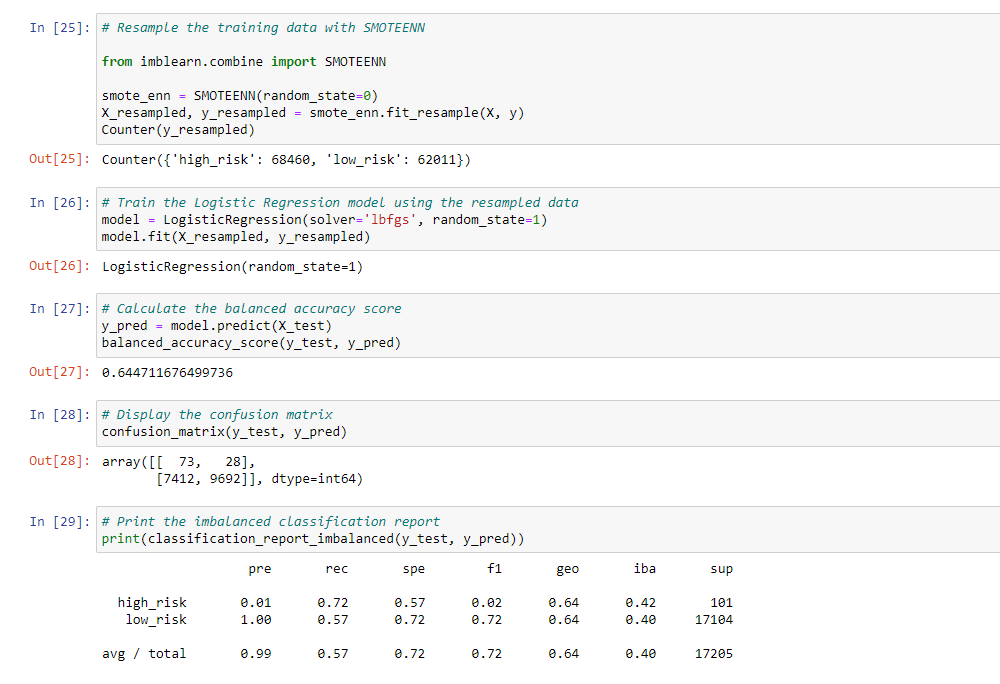 In [25]: # Resample the training data with SMOTEENN
from imblearn.combine import SMOTEENN
smote_enn = SMOTEENN(random_state=0)
X_resampled, y_resampled = smote_enn.fit_resample(X, y)
Counter(y_resampled)
Out[25]: Counter({'high_risk': 68460, 'low_risk': 62011})
In [26]: # Train the Logistic Regression model using the resampled data
model = LogisticRegression(solver='lbfgs', random_state=1)
model.fit(X_resampled, y_resampled)
Out[26]: LogisticRegression(random_state=1)
In [27]: # Calculate the balanced accuracy score
y_pred = model.predict(X_test)
balanced_accuracy_score(y_test, y_pred)
Out[27]: 0.644711676499736
In [28]: # Display the confusion matrix
confusion_matrix(y_test, y_pred)
Out[28]: array([[  73,   28],
[7412, 9692]], dtype=int64)
In [29]: # Print the imbalanced classification report
print(classification_report_imbalanced(y_test, y_pred))
pre rec spe f1 geo iba sup
high_risk 0.01 0.72 0.57 0.02 0.64 0.42 101
low_risk 1.00 0.57 0.72 0.72 0.64 0.40 17104
avg / total 0.99 0.57 0.72 0.72 0.64 0.40 17205